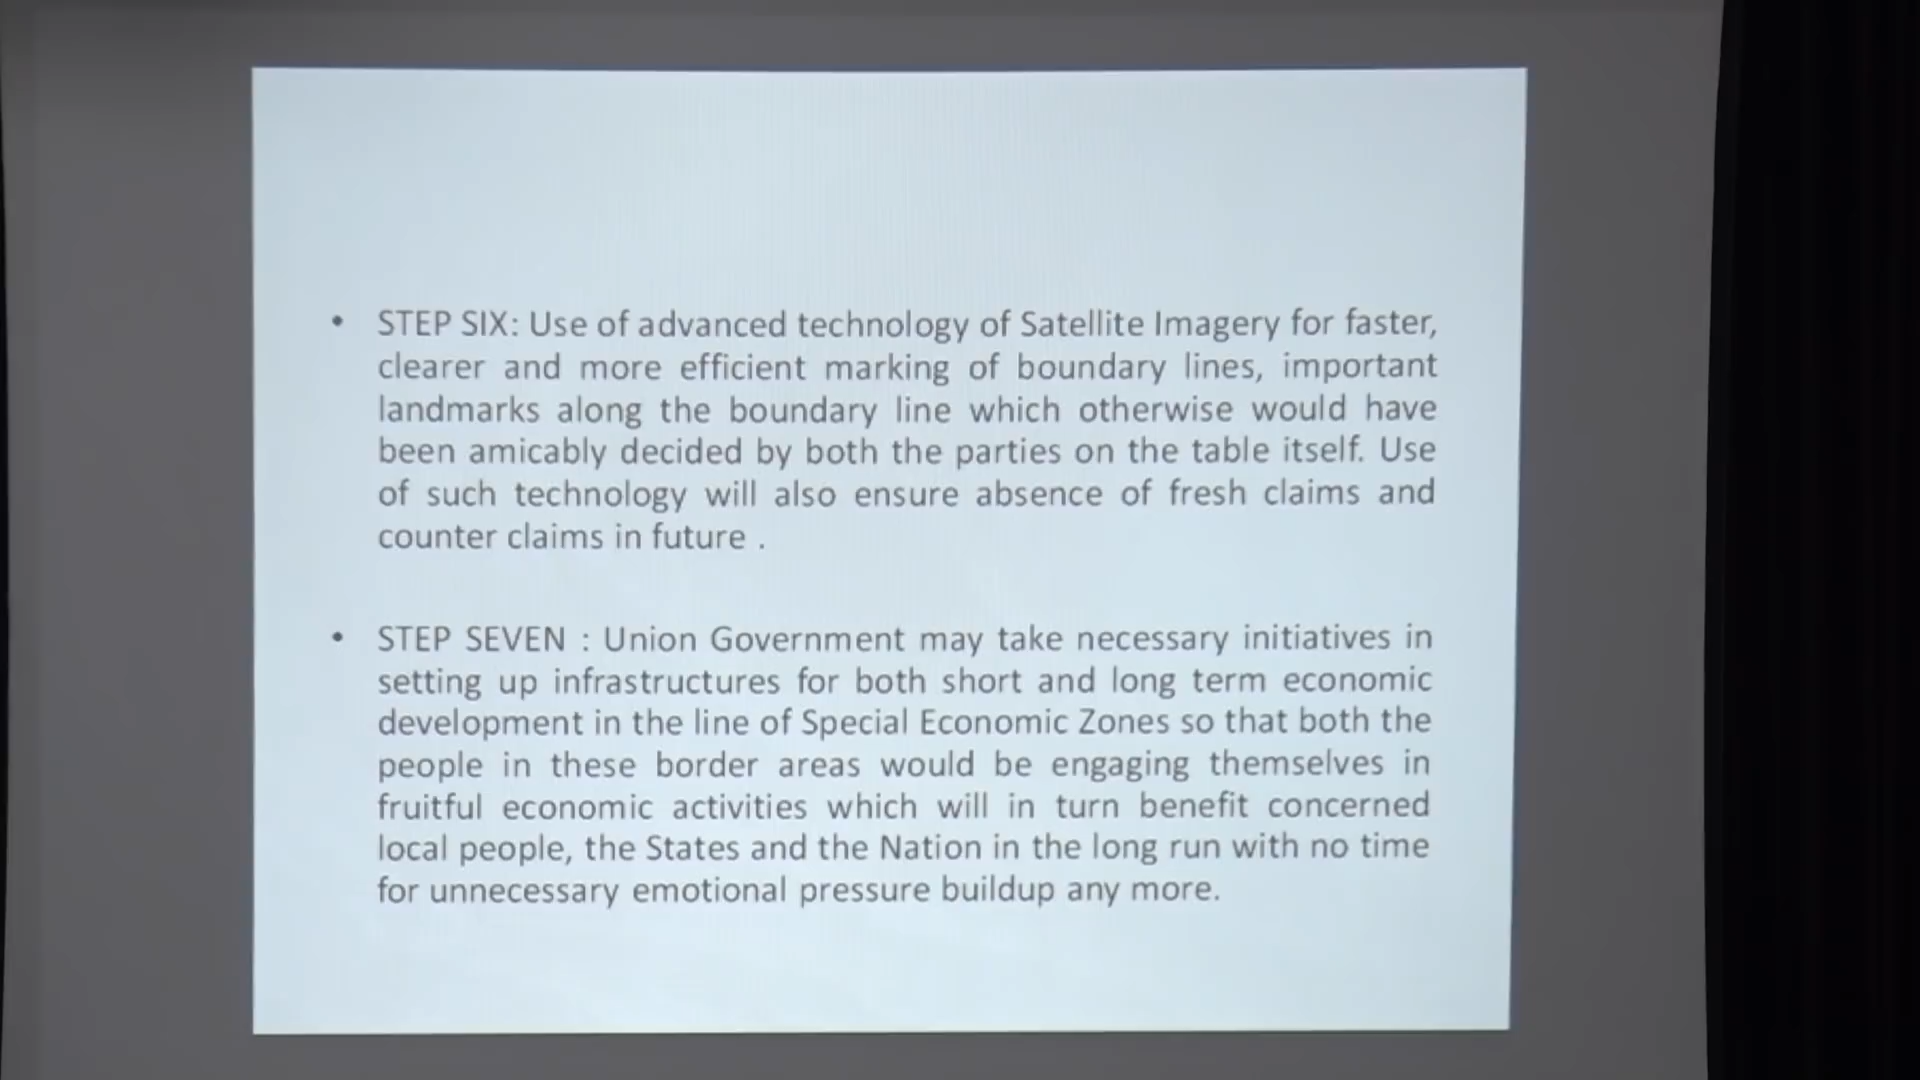 • STEP SIX: Use of advanced technology of Satellite Imagery for faster,
clearer and more efficient marking of boundary lines, important
landmarks along the boundary line which otherwise would have
been amicably decided by both the parties on the table itself. Use
of such technology will also ensure absence of fresh claims and
counter claims in future .
• STEP SEVEN : Union Government may take necessary initiatives in
setting up infrastructures for both short and long term economic
development in the line of Special Economic Zones so that both the
people in these border areas would be engaging themselves in
fruitful economic activities which will in turn benefit concerned
local people, the States and the Nation in the long run with no time
for unnecessary emotional pressure buildup any more.